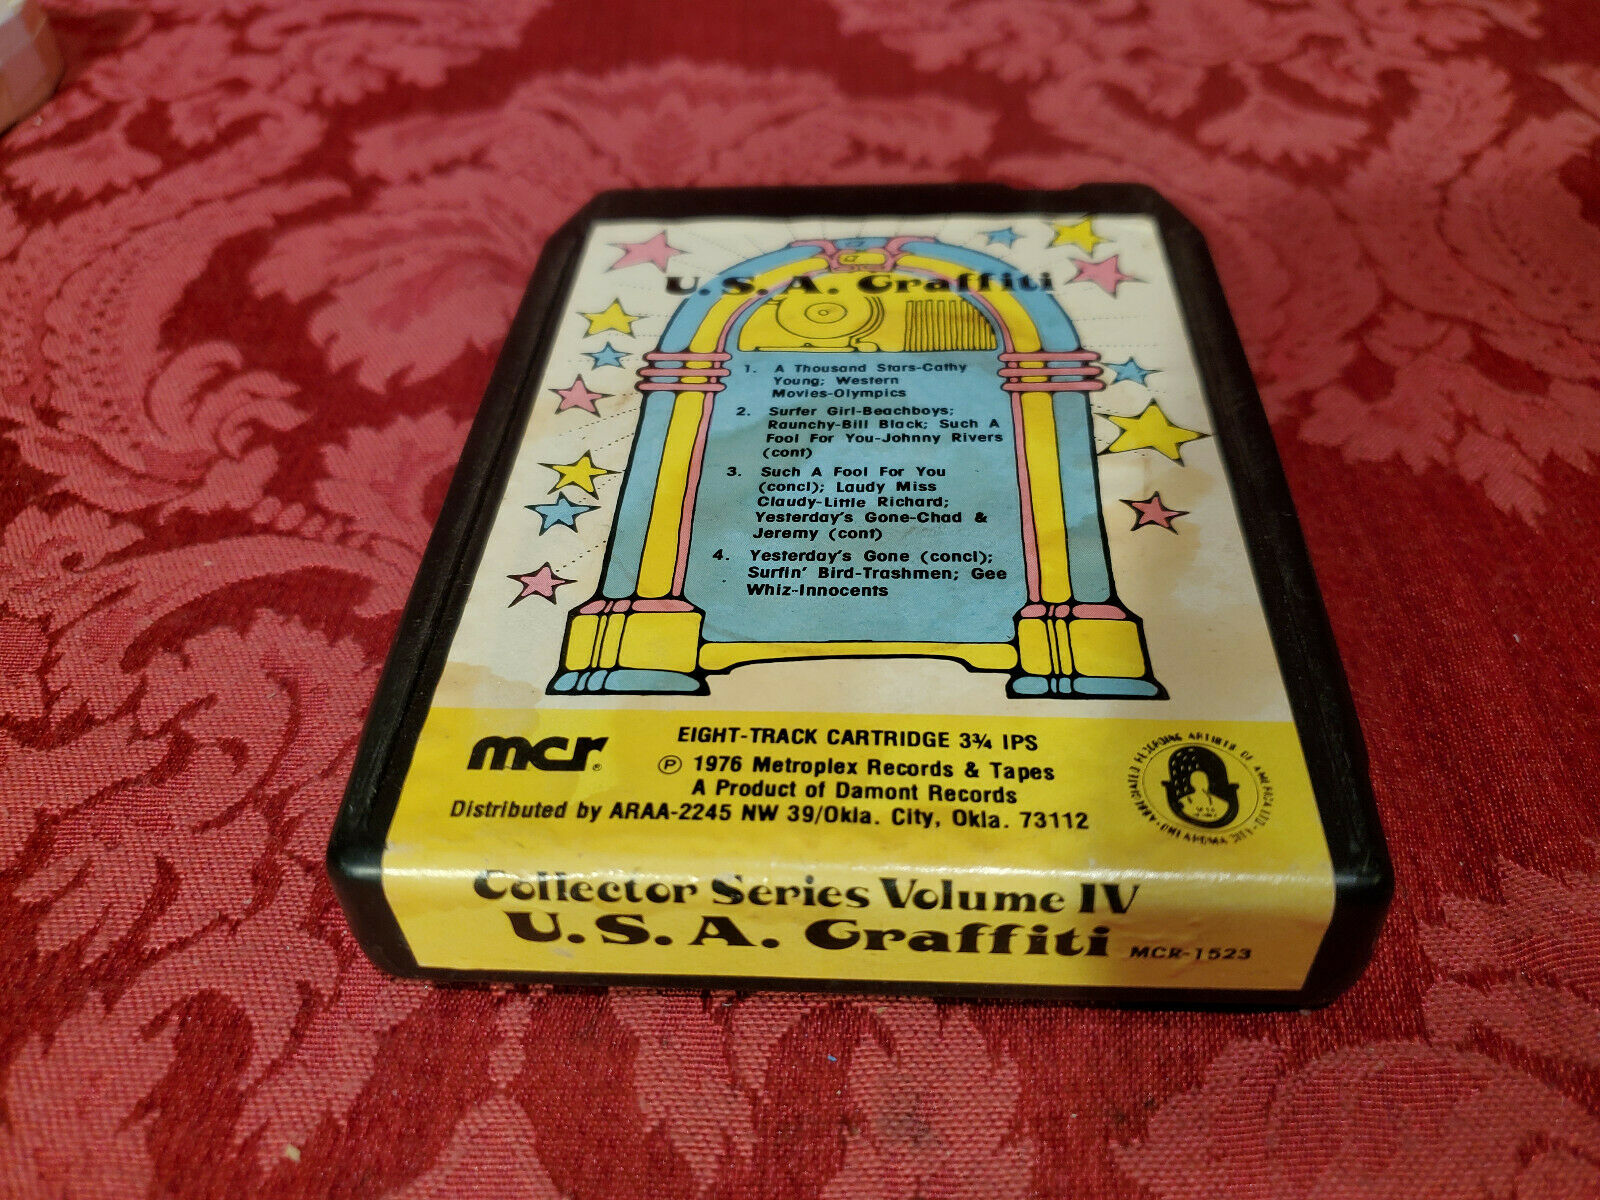 U.S.A. Graffiti
1. A Thousand Stars-Cathy
Young; Western
Movies-Olympics
2. Surfer Girl-Beachboys;
Raunchy-Bill Black; Such A
Fool For You-Johnny Rivers
(cont)
3. Such A Fool For You
(concl); Laudy Miss
Claudy-Little Richard;
Yesterday's Gone-Chad &
Jeremy (cont)
4. Yesterday's Gone (concl);
Surfin' Bird-Trashmen; Gee
Whiz-Innocents
mcr®
EIGHT-TRACK CARTRIDGE 3¾ IPS
℗ 1976 Metroplex Records & Tapes
A Product of Damont Records
Distributed by ARAA-2245 NW 39/Okla. City, Okla. 73112
RECORDING ARTISTS OF AMERICA
Collector Series Volume IV
U.S.A. Graffiti MCR-1523